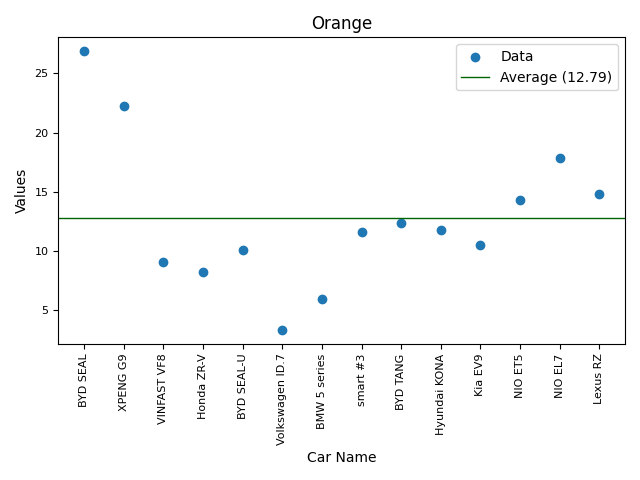 Orange
Data
Average (12.79)
Values
25
20
15
10
5
BYD SEAL
XPENG G9
VINFAST VF8
Honda ZR-V
BYD SEAL-U
Volkswagen ID.7
BMW 5 series
smart #3
BYD TANG
Hyundai KONA
Kia EV9
NIO ET5
NIO EL7
Lexus RZ
Car Name